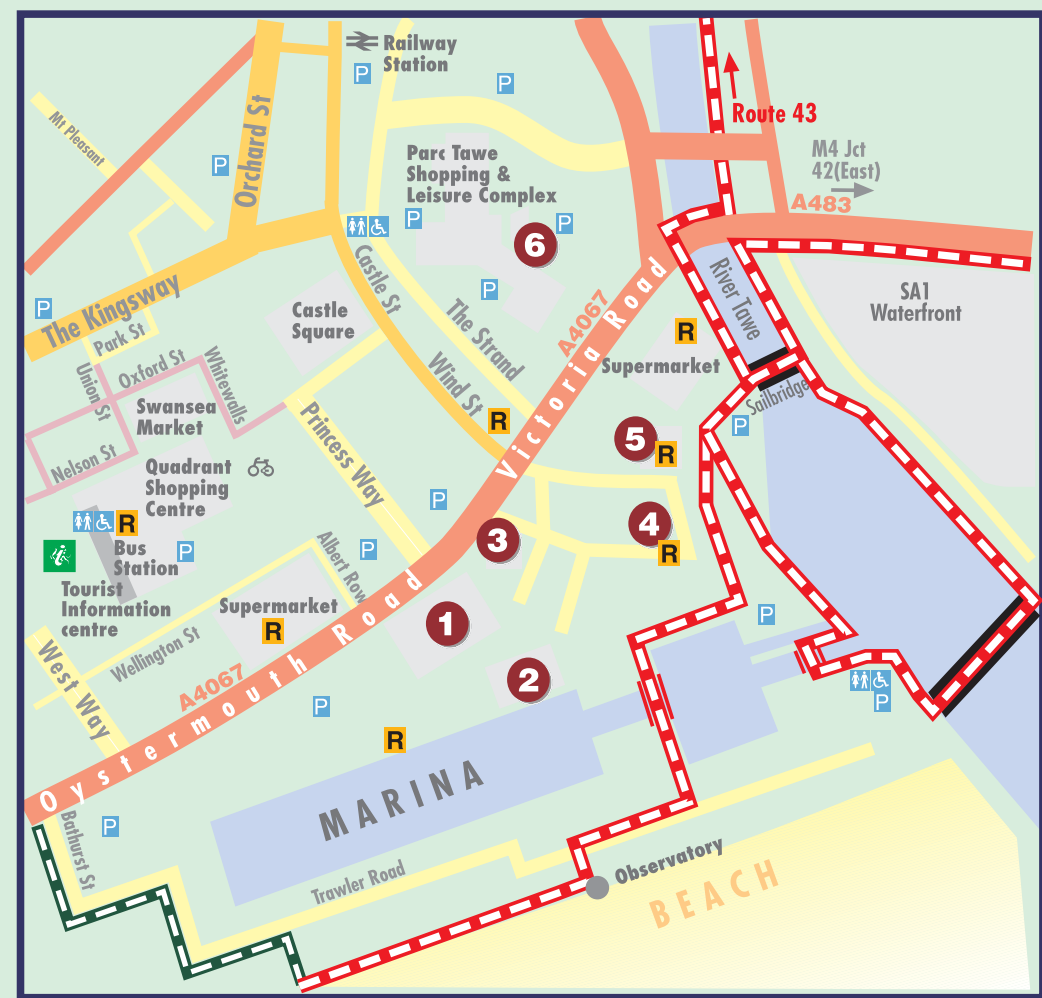 Railway
Station
P
P
Route 43
Mt Pleasant
Orchard St
P
Parc Tawe
Shopping &
Leisure Complex
M4 Jct
42(East)
A483
P
P
6
P
Castle St
The Strand
River Tawe
The Kingsway
P
Castle
Square
A4067
SA1
Waterfront
Park St
R
Supermarket
Oxford St
Whitewalls
Union St
Wind St
Sailbridge
Swansea
Market
Princess Way
R
5
R
P
Victoria Road
Nelson St
Quadrant
Shopping
Centre
P
R
4
R
3
Bus
Station
P
P
Albert Row
Tourist
Information
centre
Supermarket
R
1
P
Wellington St
West Way
A4067
2
P
P
Oystermouth Road
R
MARINA
P
Bathurst St
Trawler Road
Observatory
BEACH